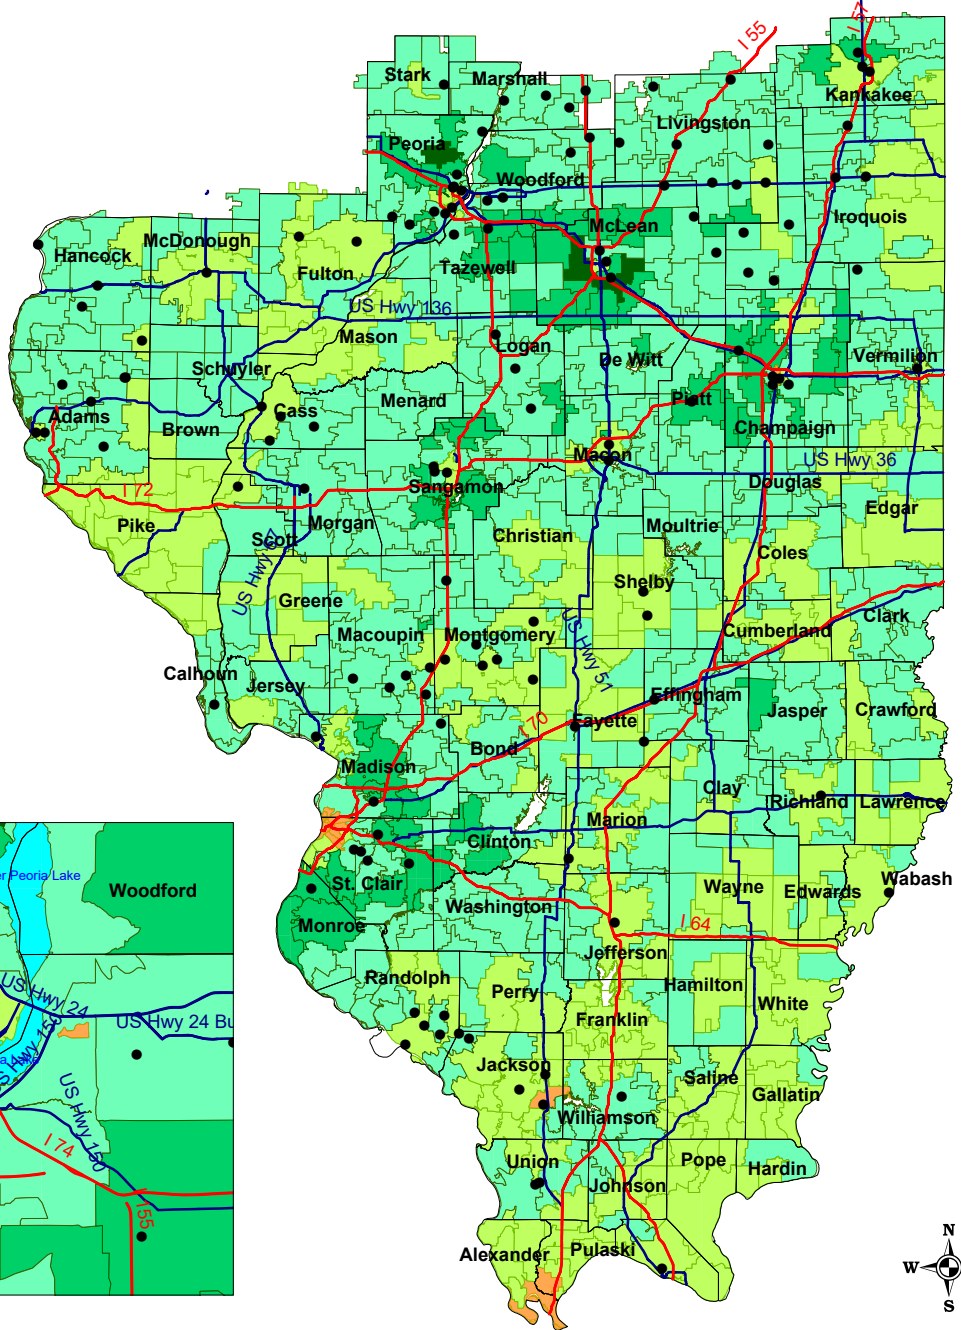 I 55
I 57
Stark
Marshall
Kankakee
Livingston
Peoria
Woodford
Iroquois
McLean
McDonough
Hancock
Fulton
Tazewell
US Hwy 136
Mason
Logan
De Witt
Vermilion
Schuyler
Menard
Piatt
Cass
Adams
Brown
Champaign
Macon
US Hwy 36
Sangamon
Douglas
I 72
Pike
Morgan
Scott
Christian
Moultrie
Edgar
Coles
US Hwy 67
Greene
Shelby
Macoupin
Montgomery
US Hwy 51
Cumberland
Clark
Calhoun
Jersey
Effingham
Fayette
I 70
Jasper
Crawford
Bond
Madison
Clay
Richland
Lawrence
Marion
Clinton
St. Clair
Wayne
Edwards
Wabash
Washington
Monroe
I 64
Jefferson
Randolph
Perry
Hamilton
White
Franklin
Jackson
Saline
Gallatin
Williamson
Union
Pope
Hardin
Johnson
Alexander
Pulaski
Peoria Lake
Woodford
US Hwy 24
US Hwy 24 Bu
US Hwy 150
I 74
I 55
N
W
S